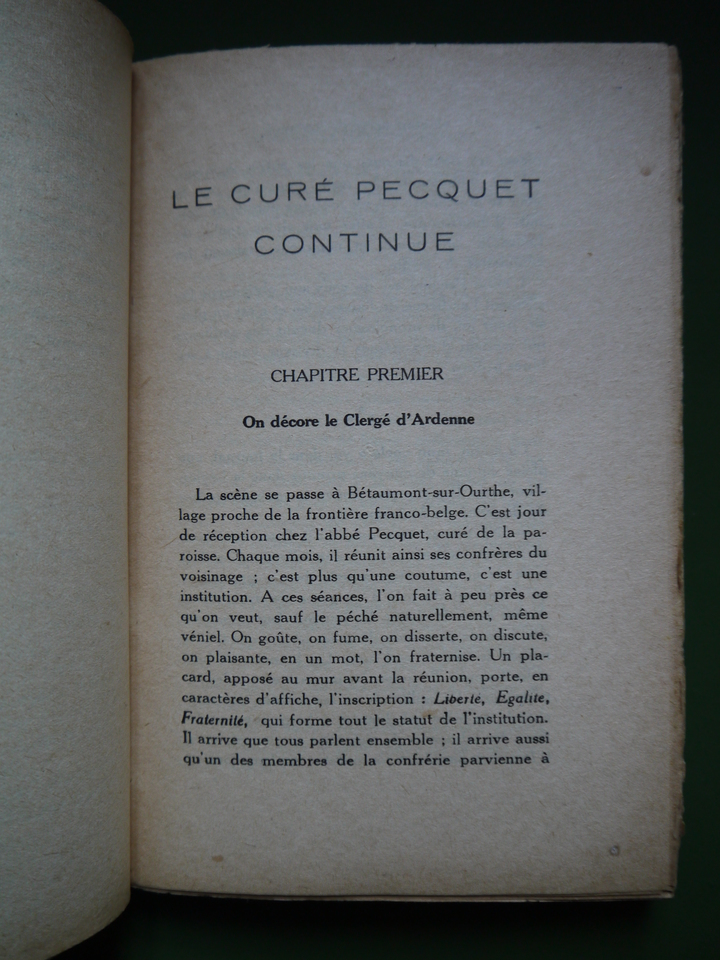 LE CURÉ PECQUET
CONTINUE
CHAPITRE PREMIER
On décore le Clergé d'Ardenne
La scène se passe à Bétaumont-sur-Ourthe, vil-
lage proche de la frontière franco-belge. C'est jour
de réception chez l'abbé Pecquet, curé de la pa-
roisse. Chaque mois, il réunit ainsi ses confrères du
voisinage ; c'est plus qu'une coutume, c'est une
institution. A ces séances, l'on fait à peu près ce
qu'on veut, sauf le péché naturellement, même
véniel. On goûte, on fume, on disserte, on discute,
on plaisante, en un mot, l'on fraternise. Un pla-
card, apposé au mur avant la réunion, porte, en
caractères d'affiche, l'inscription : Liberté, Egalité,
Fraternité, qui forme tout le statut de l'institution.
Il arrive que tous parlent ensemble ; il arrive aussi
qu'un des membres de la confrérie parvienne à